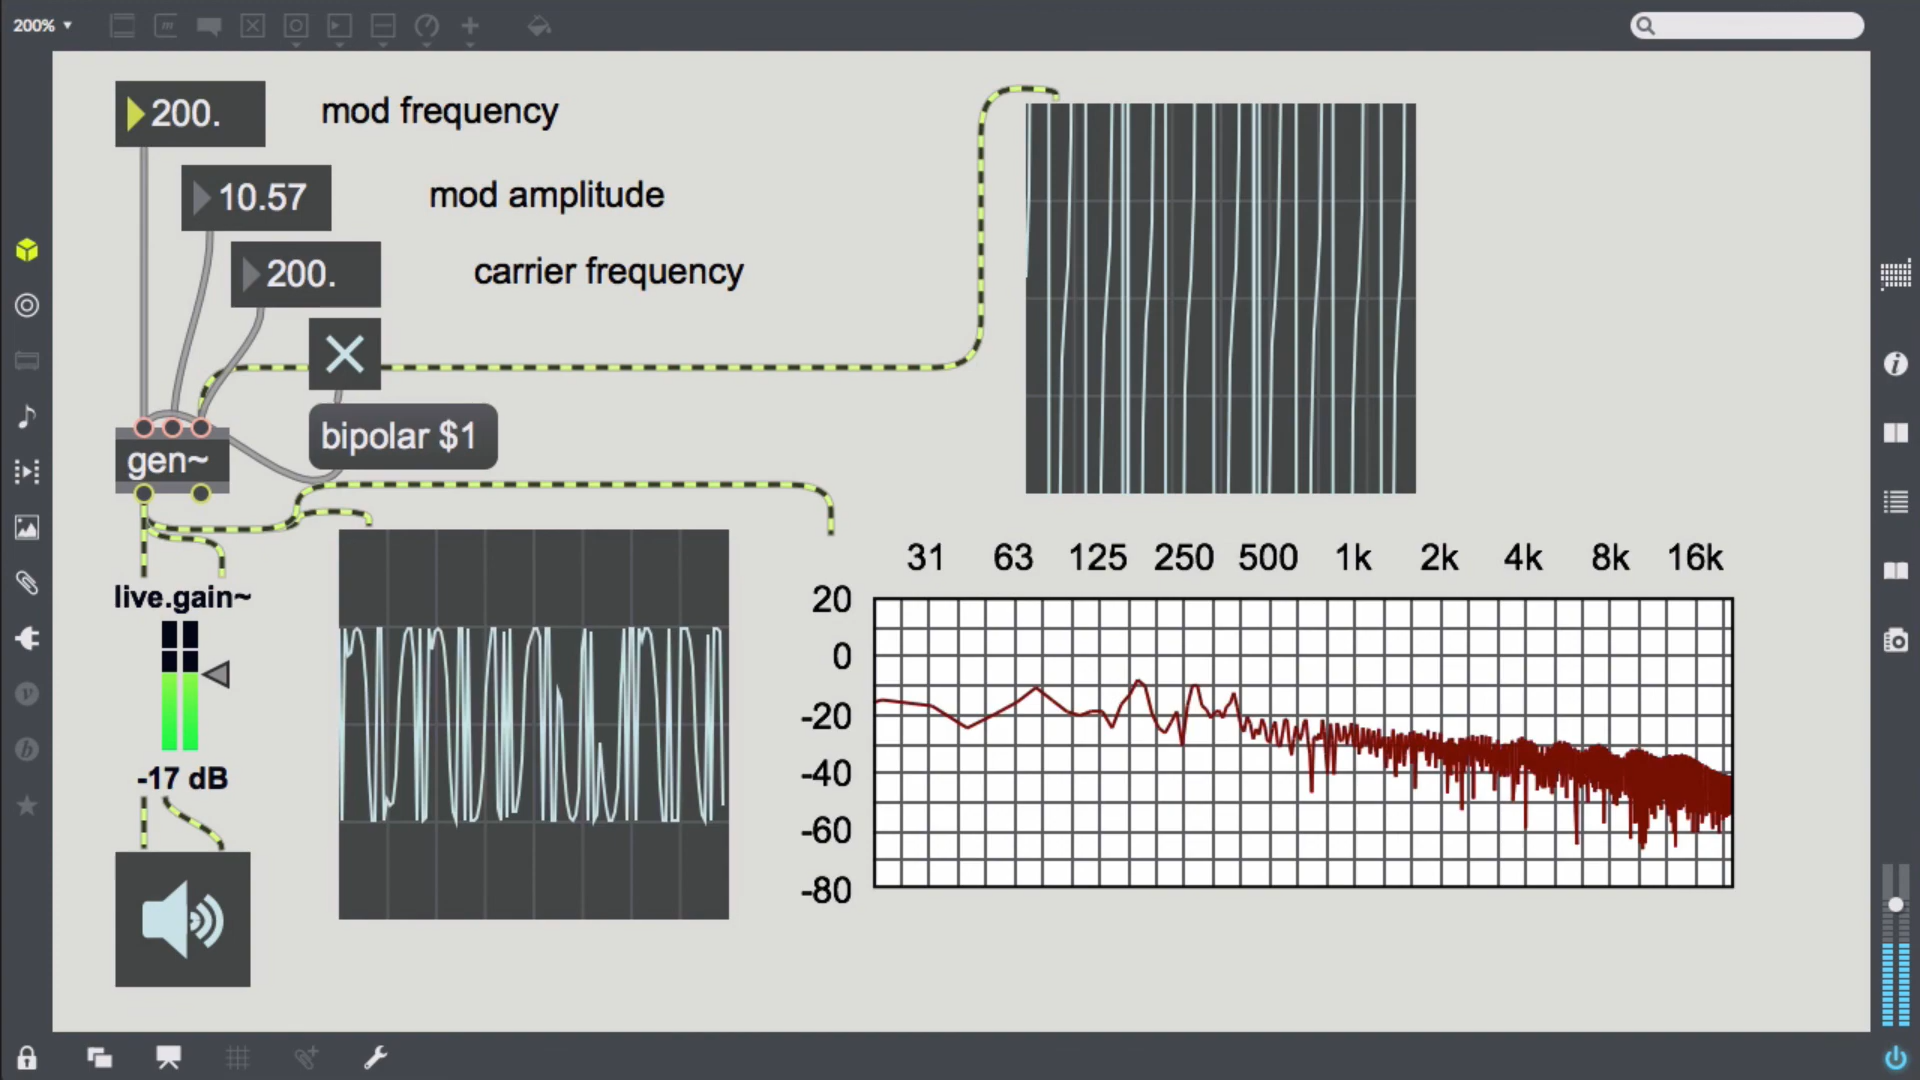 200%
200.
mod frequency
10.57
mod amplitude
200.
carrier frequency
bipolar $1
gen~
31 63 125 250 500 1k 2k 4k 8k 16k
live.gain~
20
0
-20
-40
-60
-80
-17 dB